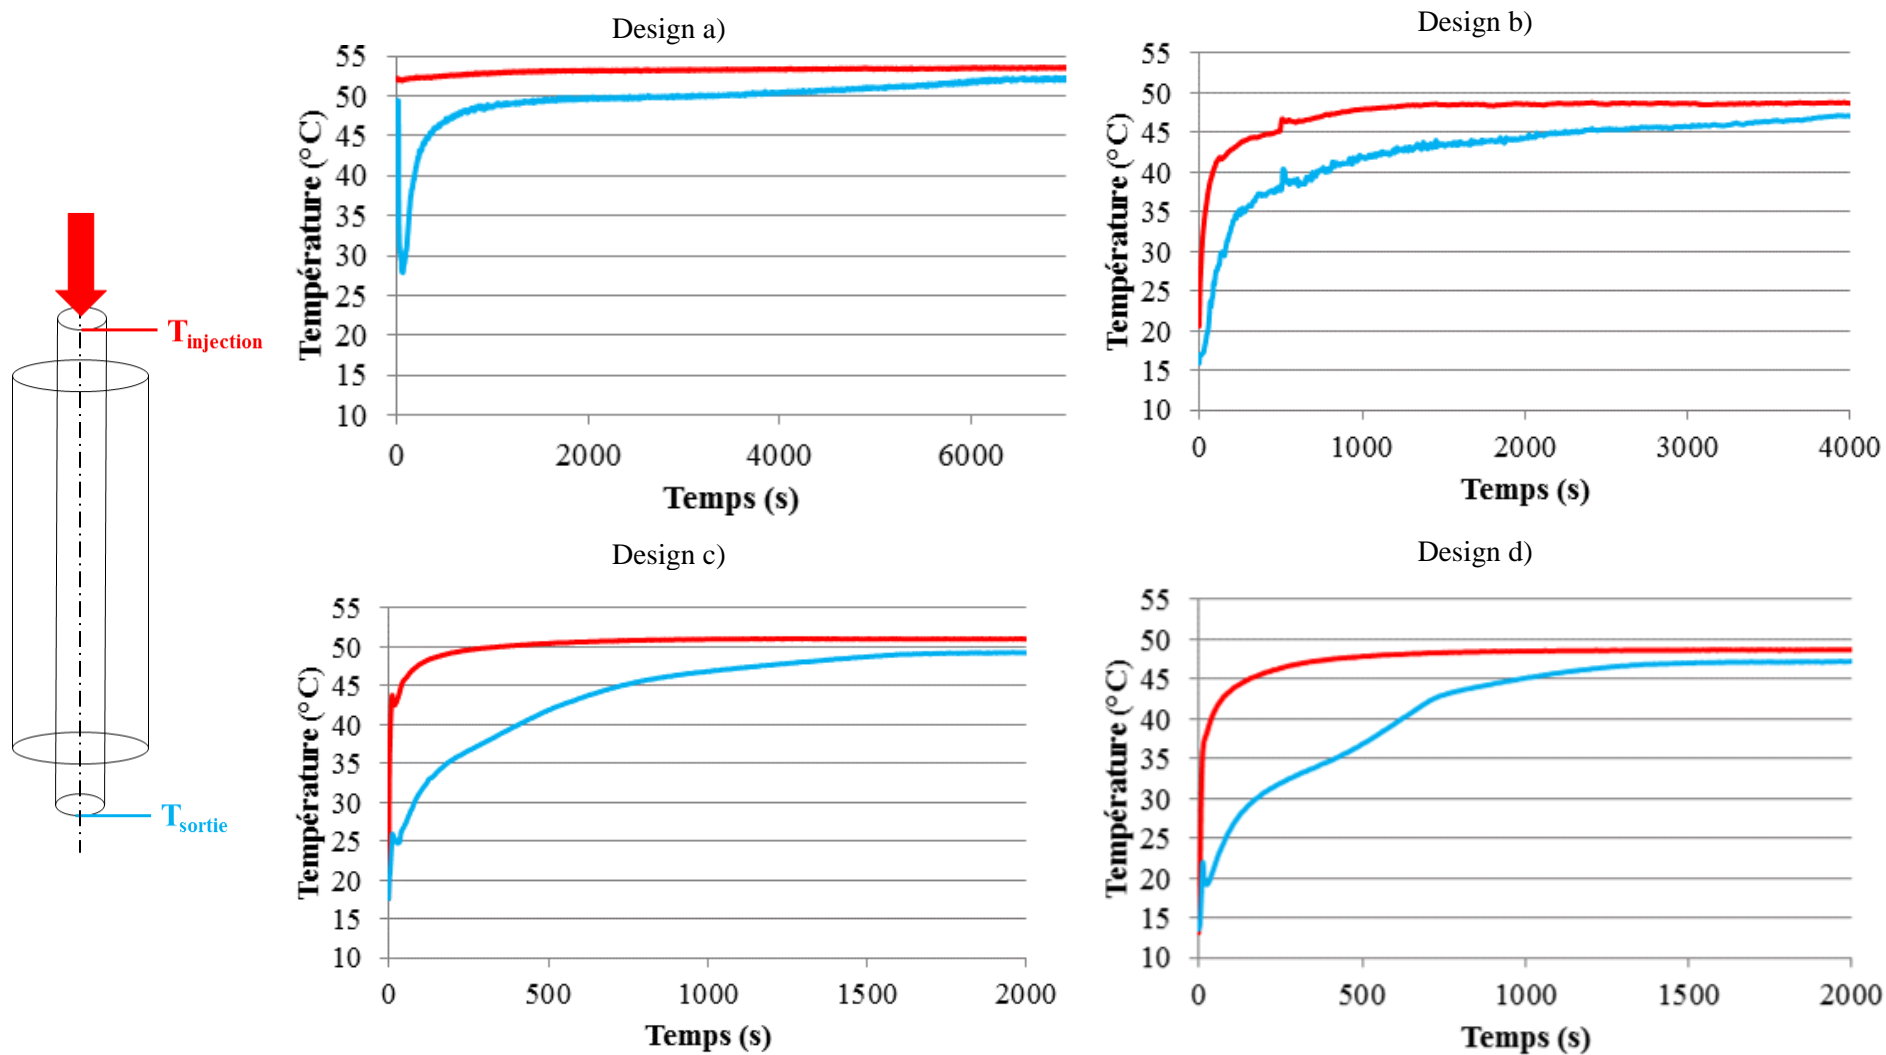 Design a)
55
50
45
40
35
30
25
20
15
10
Température (°C)
0 2000 4000 6000
Temps (s)
Design b)
55
50
45
40
35
30
25
20
15
10
Température (°C)
0 1000 2000 3000 4000
Temps (s)
Tinjection
Tsortie
Design c)
55
50
45
40
35
30
25
20
15
10
Température (°C)
0 500 1000 1500 2000
Temps (s)
Design d)
55
50
45
40
35
30
25
20
15
10
Température (°C)
0 500 1000 1500 2000
Temps (s)